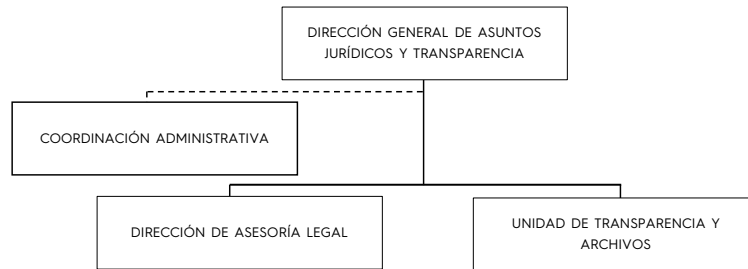 DIRECCIÓN GENERAL DE ASUNTOS
JURÍDICOS Y TRANSPARENCIA
COORDINACIÓN ADMINISTRATIVA
DIRECCIÓN DE ASESORÍA LEGAL
UNIDAD DE TRANSPARENCIA Y
ARCHIVOS